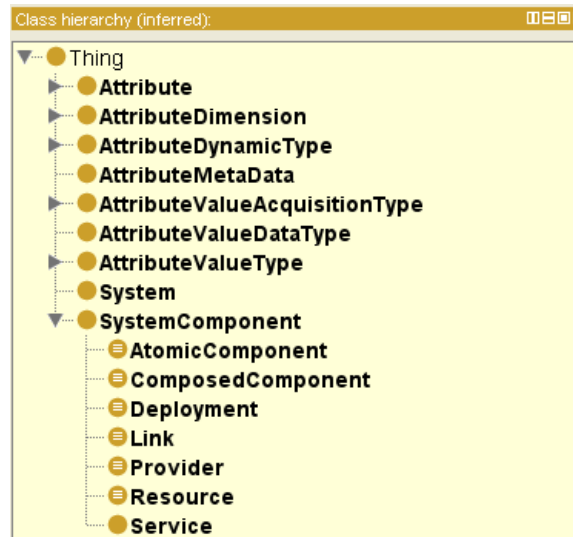 Class hierarchy (inferred):
Thing
Attribute
AttributeDimension
AttributeDynamicType
AttributeMetaData
AttributeValueAcquisitionType
AttributeValueDataType
AttributeValueType
System
SystemComponent
AtomicComponent
ComposedComponent
Deployment
Link
Provider
Resource
Service